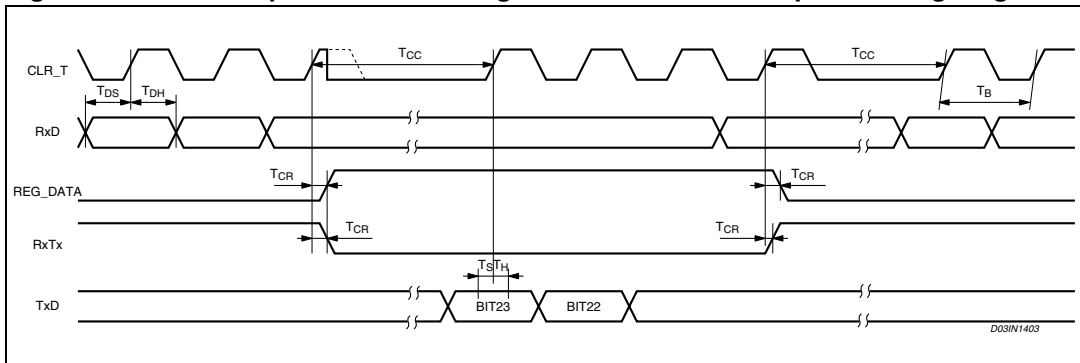 CLR_T
TCC
TCC
TDS
TDH
TB
RxD
TCR
TCR
REG_DATA
TCR
TCR
RxTx
TS
TH
TxD
BIT23
BIT22
D03IN1403